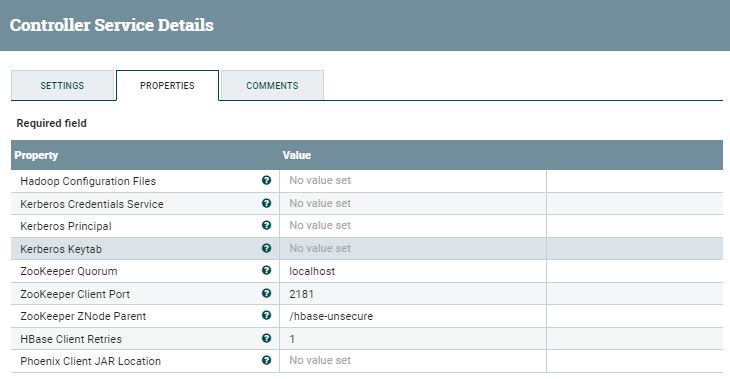 Controller Service Details
SETTINGS PROPERTIES COMMENTS
Required field
Property Value
Hadoop Configuration Files ? No value set
Kerberos Credentials Service ? No value set
Kerberos Principal ? No value set
Kerberos Keytab ? No value set
ZooKeeper Quorum ? localhost
ZooKeeper Client Port ? 2181
ZooKeeper ZNode Parent ? /hbase-unsecure
HBase Client Retries ? 1
Phoenix Client JAR Location ? No value set